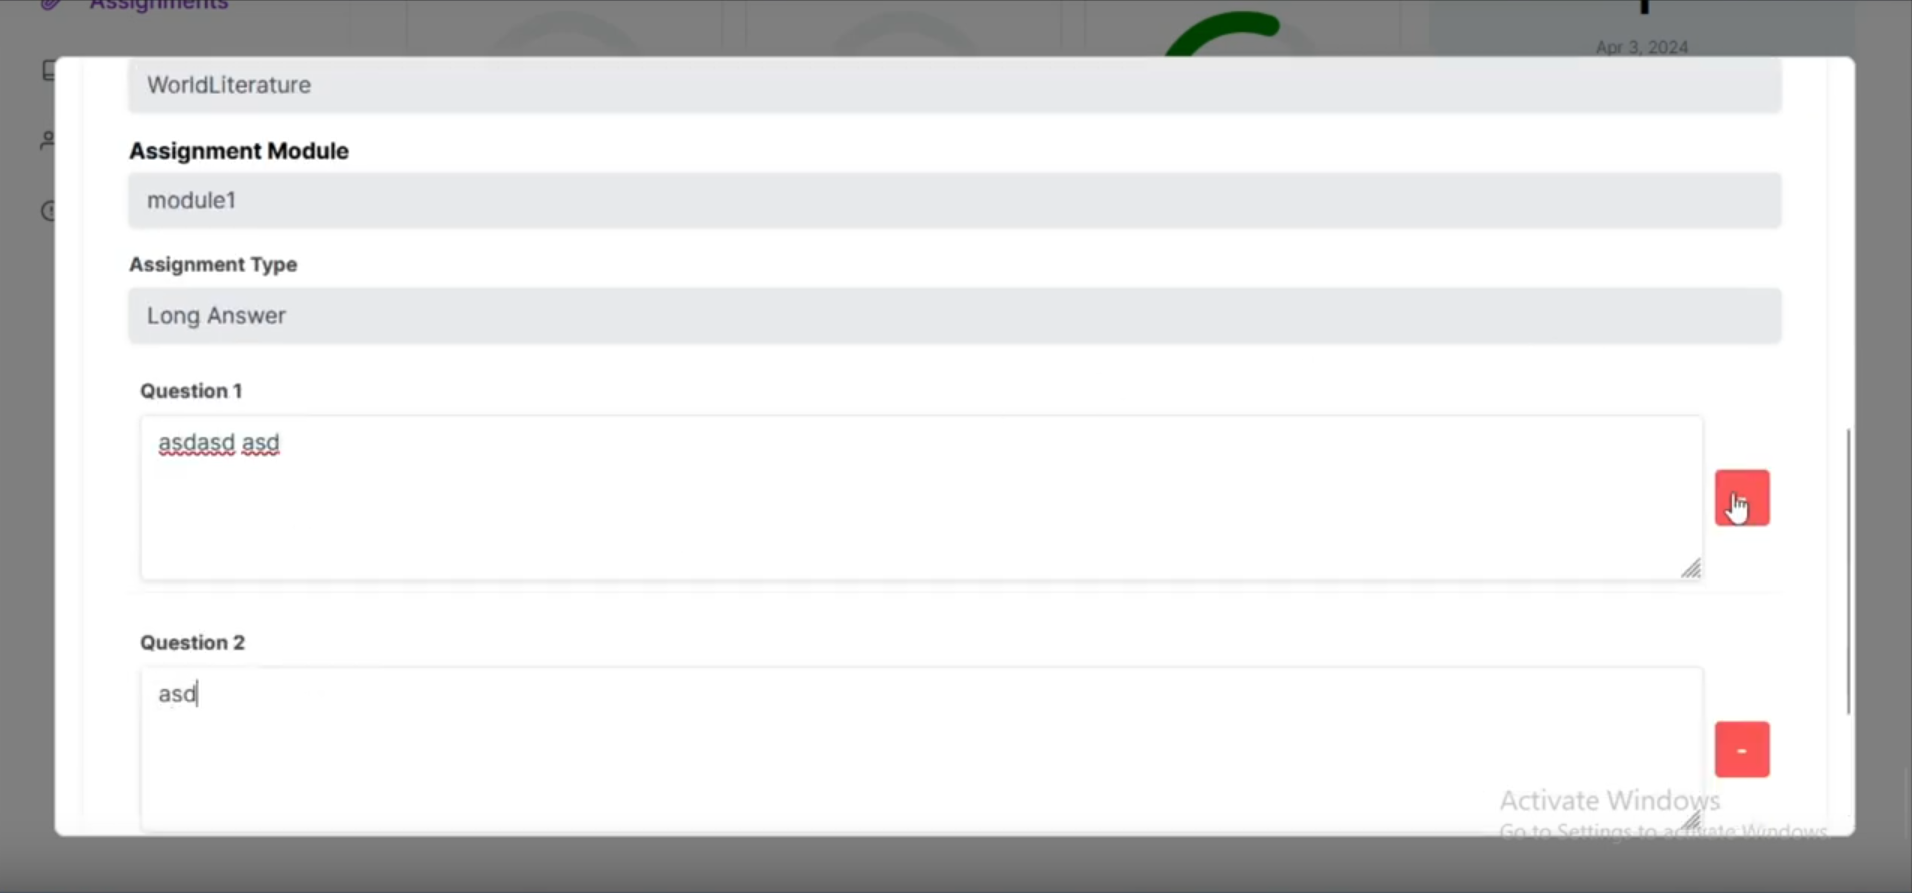 Assignments
Apr 3, 2024
WorldLiterature
Assignment Module
module1
Assignment Type
Long Answer
Question 1
asdasd asd
Question 2
asd
-
Activate Windows
Go to Settings to activate Windows.